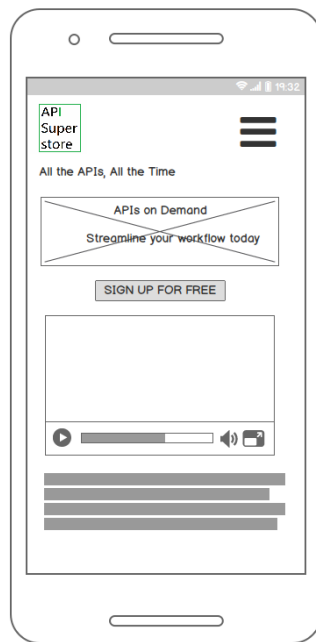 19:32
API
Super
store
All the APIs, All the Time
APIs on Demand
Streamline your workflow today
SIGN UP FOR FREE